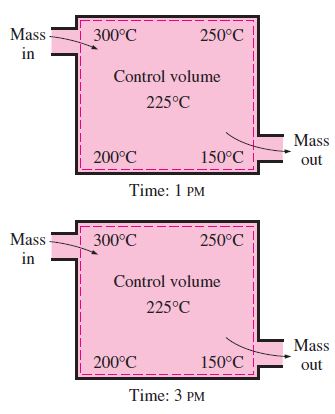 Mass in
300°C 250°C
Control volume
225°C
200°C 150°C
Mass out
Time: 1 PM
Mass in
300°C 250°C
Control volume
225°C
200°C 150°C
Mass out
Time: 3 PM